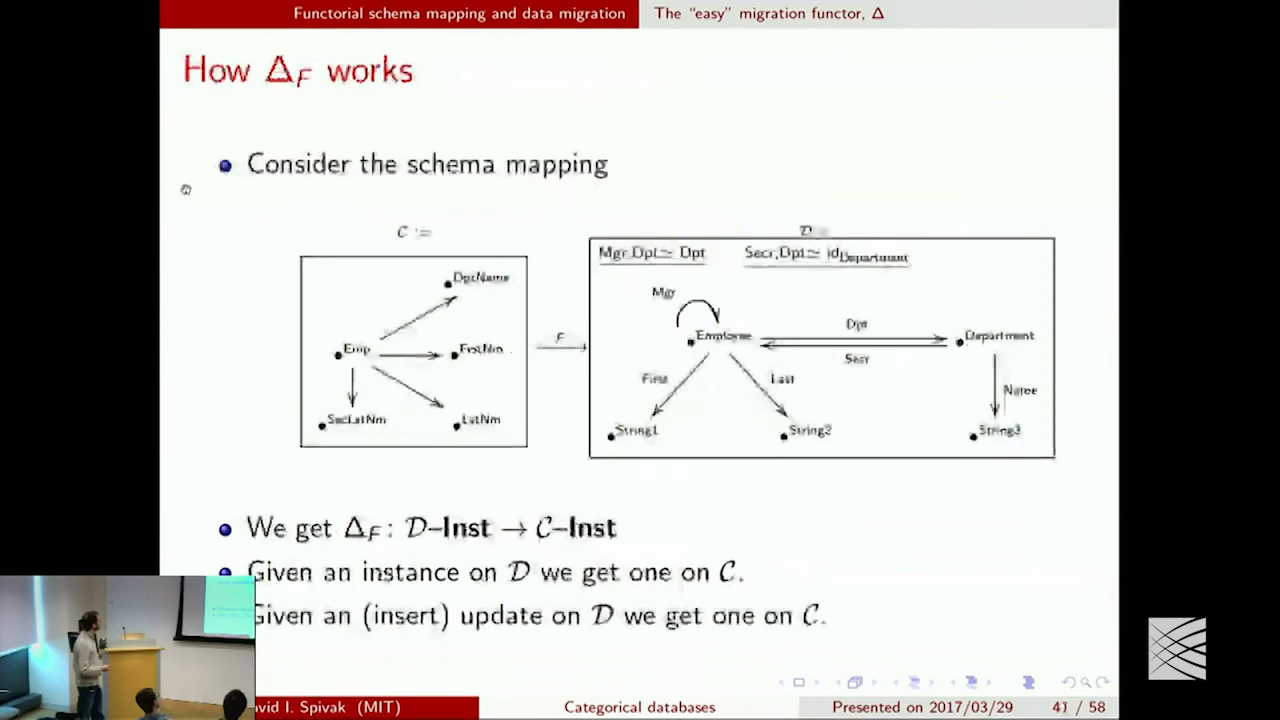 Functorial schema mapping and data migration The “easy” migration functor, Δ
How Δ_F works
Consider the schema mapping
C :=
D :=
Mgr.Dpt ≃ Dpt Secr.Dpt ≃ id_Department
DptName
Mgr
Emp
FrstNm
F
Employee
Dpt
Department
Secr
First
Last
Name
SecLstNm
LstNm
String1
String2
String3
We get Δ_F : D–Inst → C–Inst
Given an instance on D we get one on C.
Given an (insert) update on D we get one on C.
avid I. Spivak (MIT) Categorical databases Presented on 2017/03/29 41 / 58